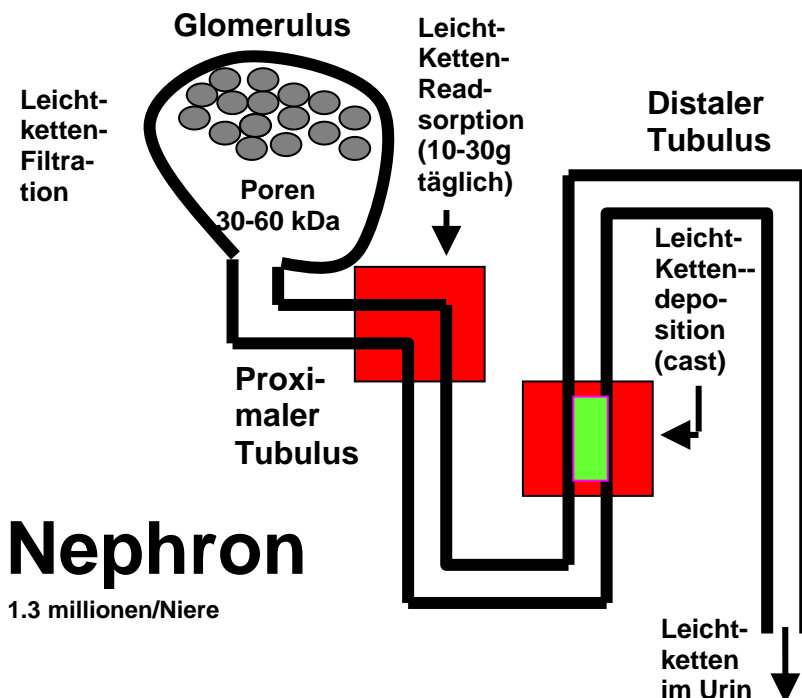 Glomerulus
Leicht-
ketten-
Filtra-
tion
Poren
30-60 kDa
Leicht-
Ketten-
Read-
sorption
(10-30g
täglich)
Distaler
Tubulus
Leicht-
Ketten--
depo-
sition
(cast)
Proxi-
maler
Tubulus
Nephron
1.3 millionen/Niere
Leicht-
ketten
im Urin